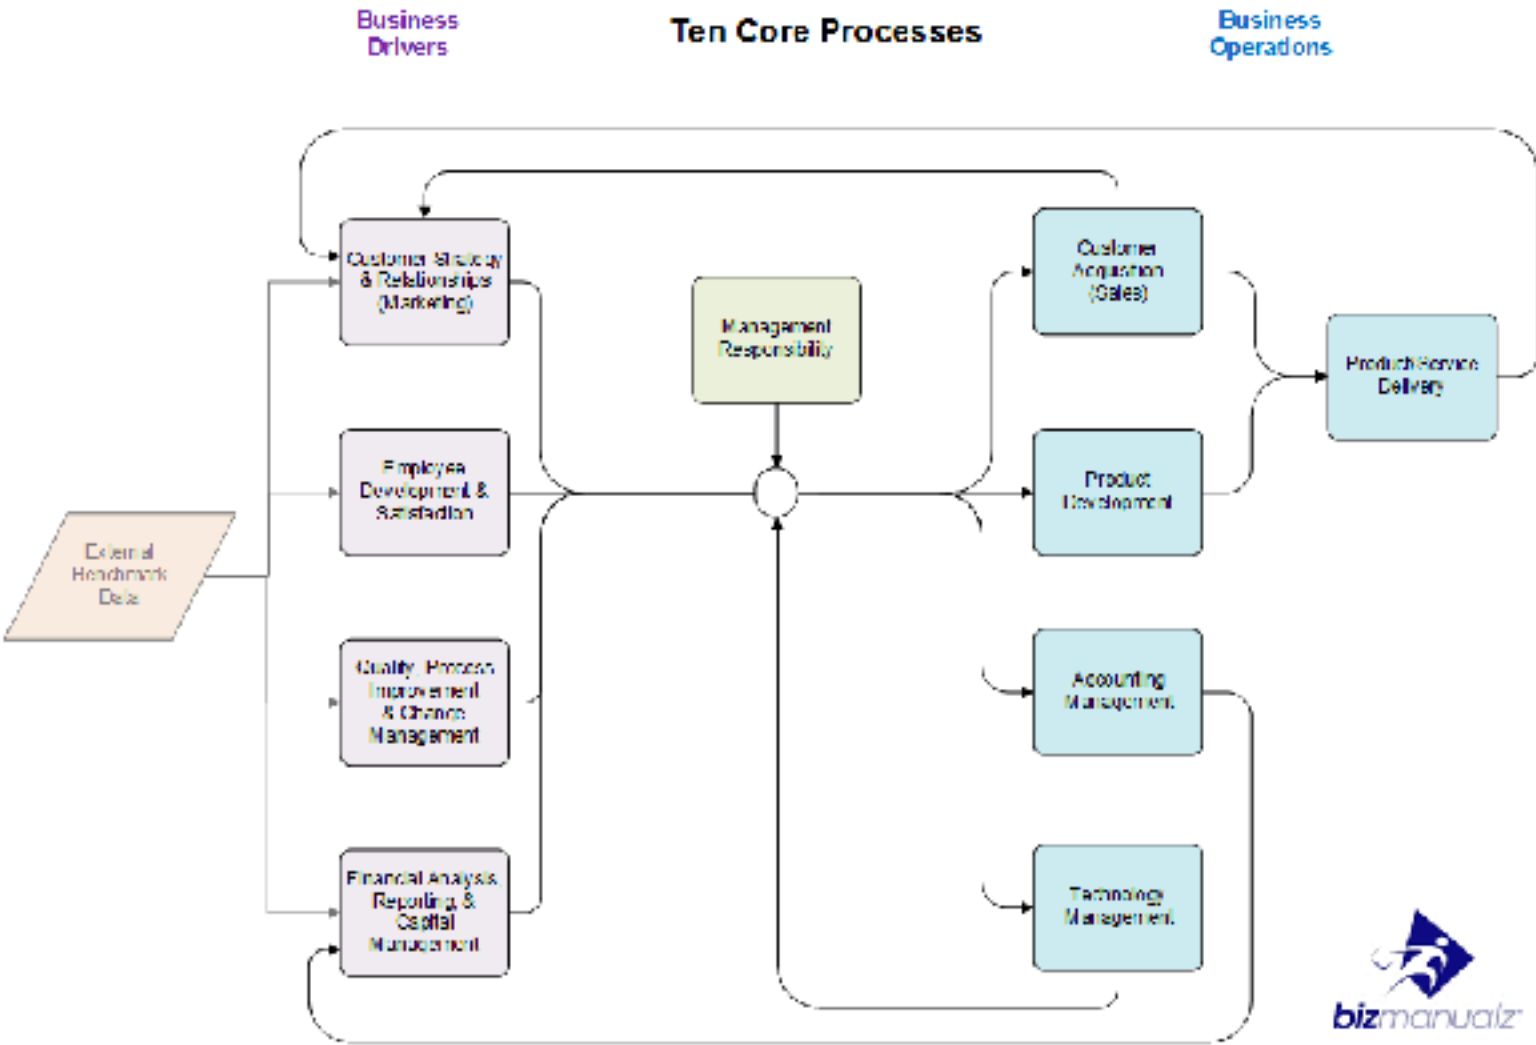 Business
Drivers
Ten Core Processes
Business
Operations
Customer Strategy
& Relationships
(Marketing)
Customer
Acquisition
(Sales)
Management
Responsibility
Product/Service
Delivery
Employee
Development &
Satisfaction
Product
Development
External
Benchmark
Data
Quality, Process
Improvement
& Change
Management
Accounting
Management
Financial Analysis,
Reporting, &
Capital
Management
Technology
Management
bizmanualz